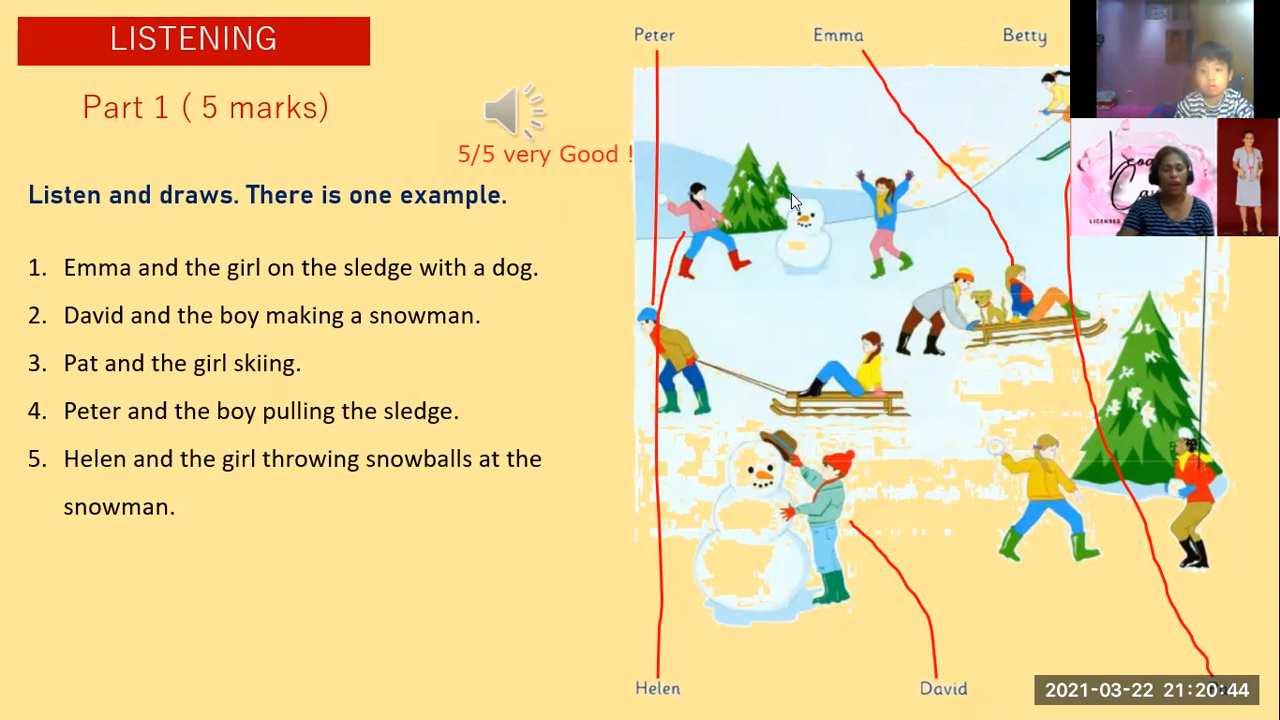 LISTENING
Part 1 ( 5 marks)
5/5 very Good !
Listen and draws. There is one example.
1. Emma and the girl on the sledge with a dog.
2. David and the boy making a snowman.
3. Pat and the girl skiing.
4. Peter and the boy pulling the sledge.
5. Helen and the girl throwing snowballs at the
snowman.
Peter Emma Betty
Helen David
2021-03-22 21:20:44